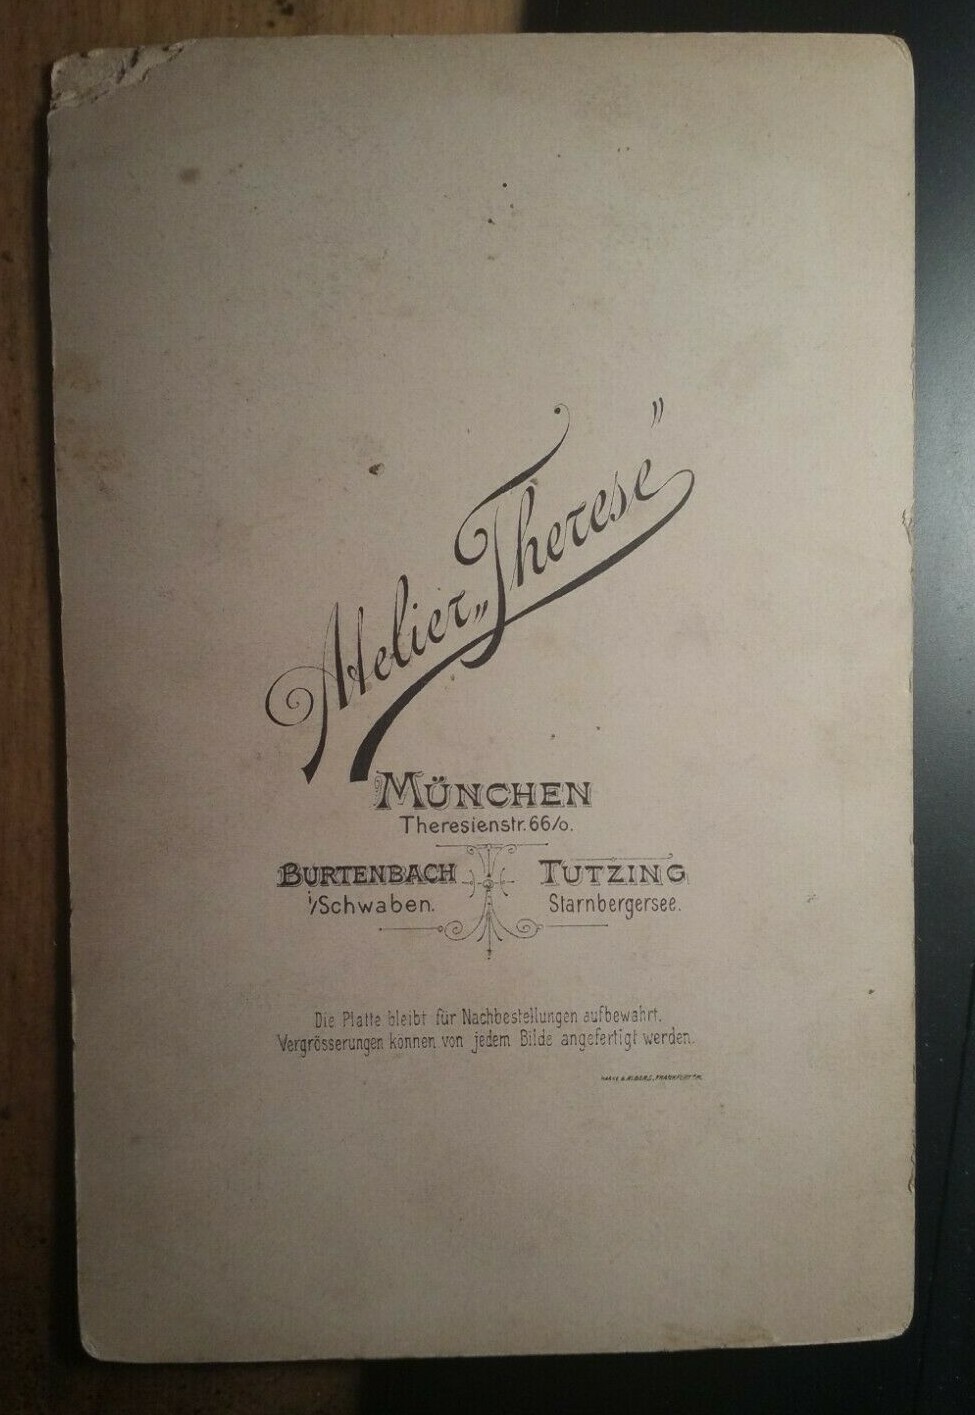 Atelier „Therese"
MÜNCHEN
Theresienstr. 66/o.
BURTENBACH
i/Schwaben.
TUTZING
Starnbergersee.
Die Platte bleibt für Nachbestellungen aufbewahrt.
Vergrösserungen können von jedem Bilde angefertigt werden.